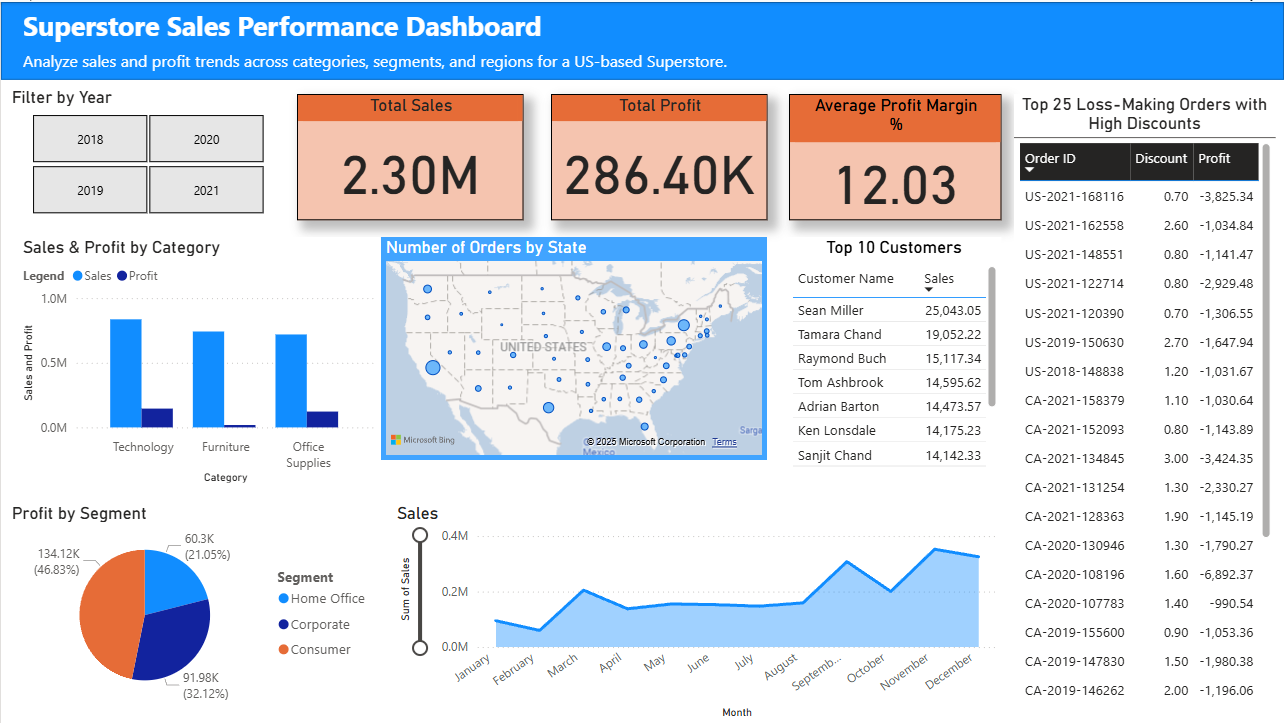 Superstore Sales Performance Dashboard
Analyze sales and profit trends across categories, segments, and regions for a US-based Superstore.
Filter by Year
2018
2020
2019
2021
Total Sales
2.30M
Total Profit
286.40K
Average Profit Margin
%
12.03
Top 25 Loss-Making Orders with
High Discounts
Order ID Discount Profit
US-2021-168116 0.70 -3,825.34
US-2021-162558 2.60 -1,034.84
US-2021-148551 0.80 -1,141.47
US-2021-122714 0.80 -2,929.48
US-2021-120390 0.70 -1,306.55
US-2019-150630 2.70 -1,647.94
US-2018-148838 1.20 -1,031.67
CA-2021-158379 1.10 -1,030.64
CA-2021-152093 0.80 -1,143.89
CA-2021-134845 3.00 -3,424.35
CA-2021-131254 1.30 -2,330.27
CA-2021-128363 1.90 -1,145.19
CA-2020-130946 1.30 -1,790.27
CA-2020-108196 1.60 -6,892.37
CA-2020-107783 1.40 -990.54
CA-2019-155600 0.90 -1,053.36
CA-2019-147830 1.50 -1,980.38
CA-2019-146262 2.00 -1,196.06
Sales & Profit by Category
Legend Sales Profit
1.0M
0.5M
0.0M
Sales and Profit
Technology
Furniture
Office
Supplies
Category
Number of Orders by State
UNITED STATES
Microsoft Bing
© 2025 Microsoft Corporation Terms
Sarga
Mexico
Top 10 Customers
Customer Name Sales
Sean Miller 25,043.05
Tamara Chand 19,052.22
Raymond Buch 15,117.34
Tom Ashbrook 14,595.62
Adrian Barton 14,473.57
Ken Lonsdale 14,175.23
Sanjit Chand 14,142.33
Profit by Segment
60.3K
(21.05%)
134.12K
(46.83%)
91.98K
(32.12%)
Segment
Home Office
Corporate
Consumer
Sales
0.4M
0.2M
0.0M
Sum of Sales
January
February
March
April
May
June
July
August
Septemb...
October
November
December
Month